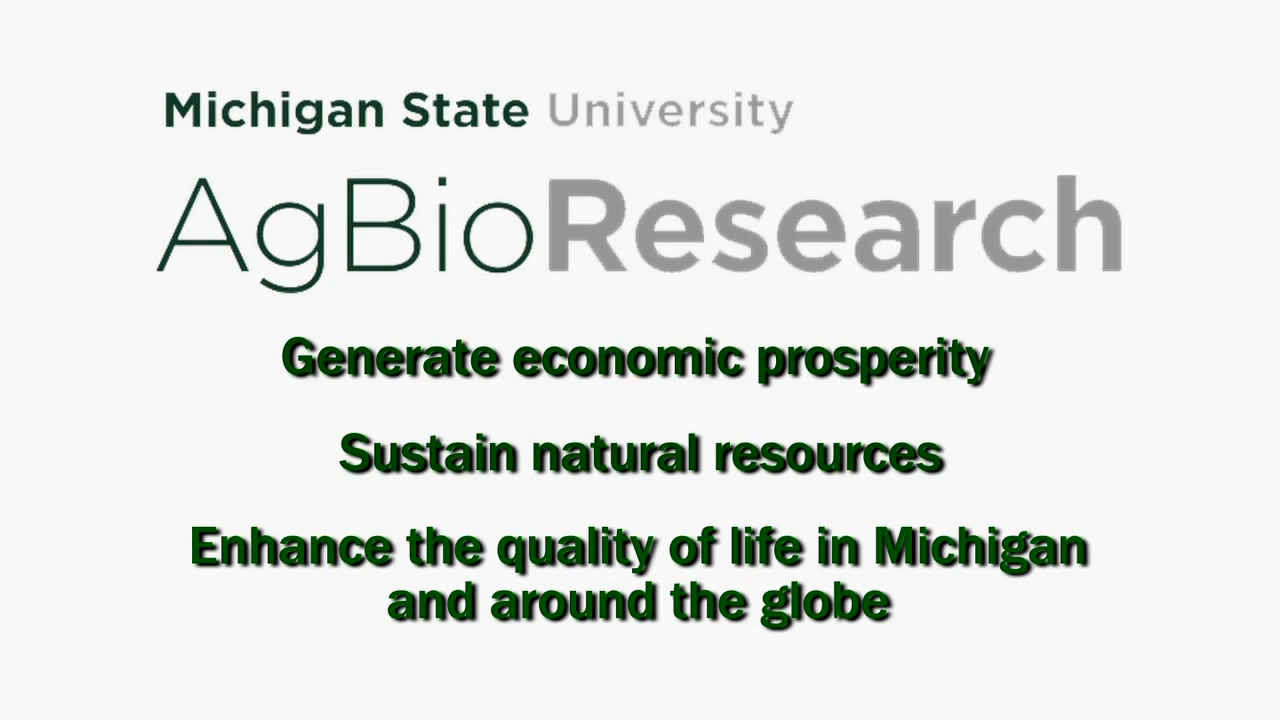 Michigan State University
AgBioResearch
Generate economic prosperity
Sustain natural resources
Enhance the quality of life in Michigan
and around the globe